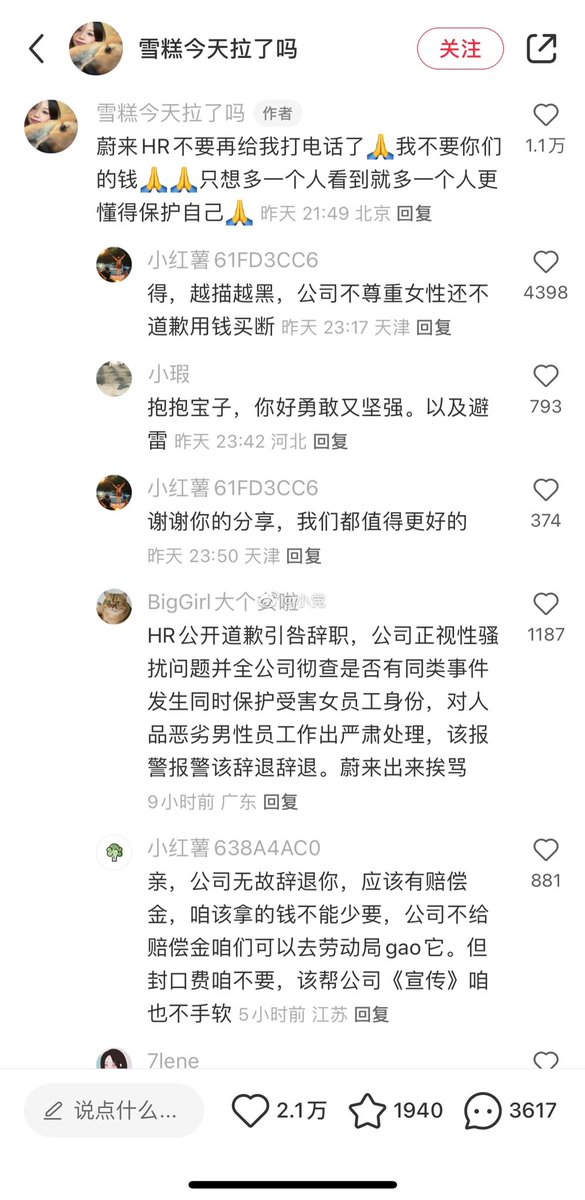 雪糕今天拉了吗
关注
雪糕今天拉了吗 作者
蔚来HR不要再给我打电话了🙏我不要你们
1.1万
的钱🙏🙏只想多一个人看到就多一个人更
懂得保护自己🙏 昨天 21:49 北京 回复
小红薯61FD3CC6
得，越描越黑，公司不尊重女性还不
4398
道歉用钱买断 昨天 23:17 天津 回复
小瑕
抱抱宝子，你好勇敢又坚强。以及避
793
雷 昨天 23:42 河北 回复
小红薯61FD3CC6
谢谢你的分享，我们都值得更好的
374
昨天 23:50 天津 回复
BigGirl大个
HR公开道歉引咎辞职，公司正视性骚
1187
扰问题并全公司彻查是否有同类事件
发生同时保护受害女员工身份，对人
品恶劣男性员工作出严肃处理，该报
警报警该辞退辞退。蔚来出来挨骂
9小时前 广东 回复
小红薯638A4AC0
亲，公司无故辞退你，应该有赔偿
881
金，咱该拿的钱不能少要，公司不给
赔偿金咱们可以去劳动局gao它。但
封口费咱不要，该帮公司《宣传》咱
也不手软 5小时前 江苏 回复
7lene
说点什么...
2.1万
1940
3617